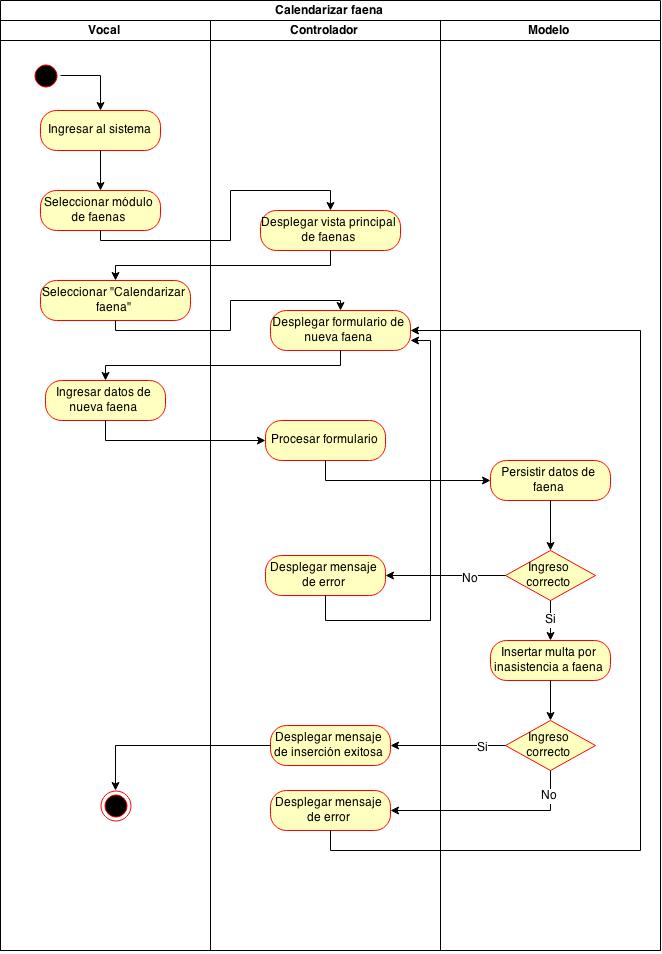 Calendarizar faena
Vocal
Controlador
Modelo
Ingresar al sistema
Seleccionar módulo
de faenas
Desplegar vista principal
de faenas
Seleccionar "Calendarizar
faena"
Desplegar formulario de
nueva faena
Ingresar datos de
nueva faena
Procesar formulario
Persistir datos de
faena
Desplegar mensaje
de error
No
Ingreso
correcto
Si
Insertar multa por
inasistencia a faena
Desplegar mensaje
de inserción exitosa
Si
Ingreso
correcto
No
Desplegar mensaje
de error